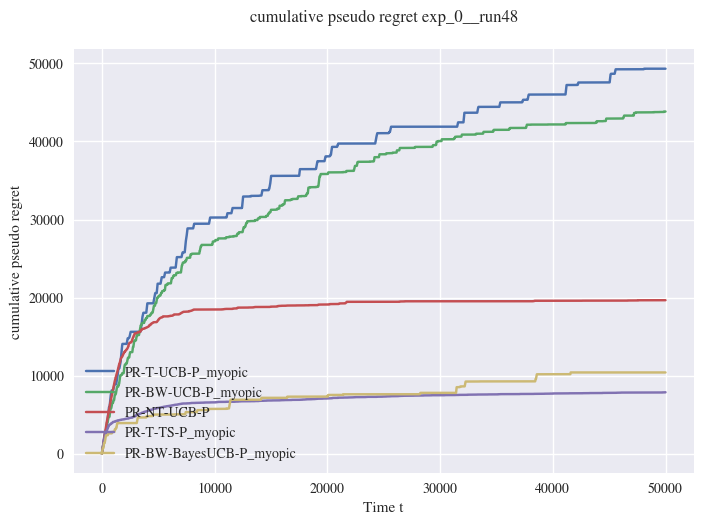 cumulative pseudo regret exp_0__run48
50000
40000
30000
20000
10000
0
cumulative pseudo regret
PR-T-UCB-P_myopic
PR-BW-UCB-P_myopic
PR-NT-UCB-P
PR-T-TS-P_myopic
PR-BW-BayesUCB-P_myopic
0
10000
20000
30000
40000
50000
Time t